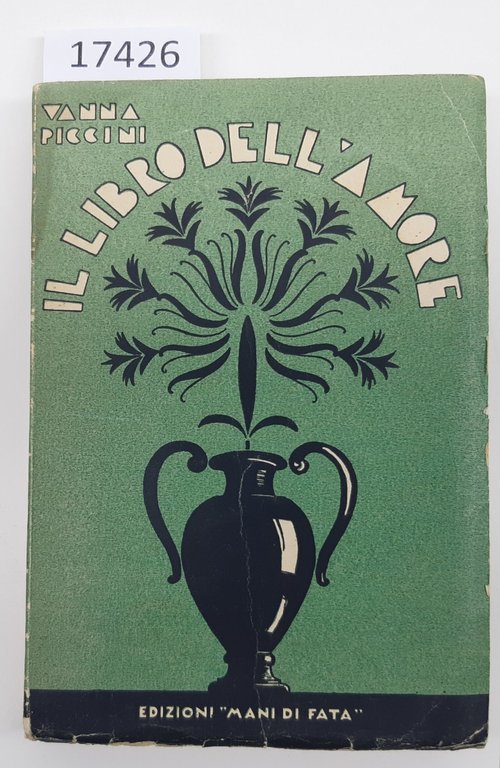 17426
VANNA
PICCINI
IL LIBRO DELL'AMORE
EDIZIONI "MANI DI FATA"